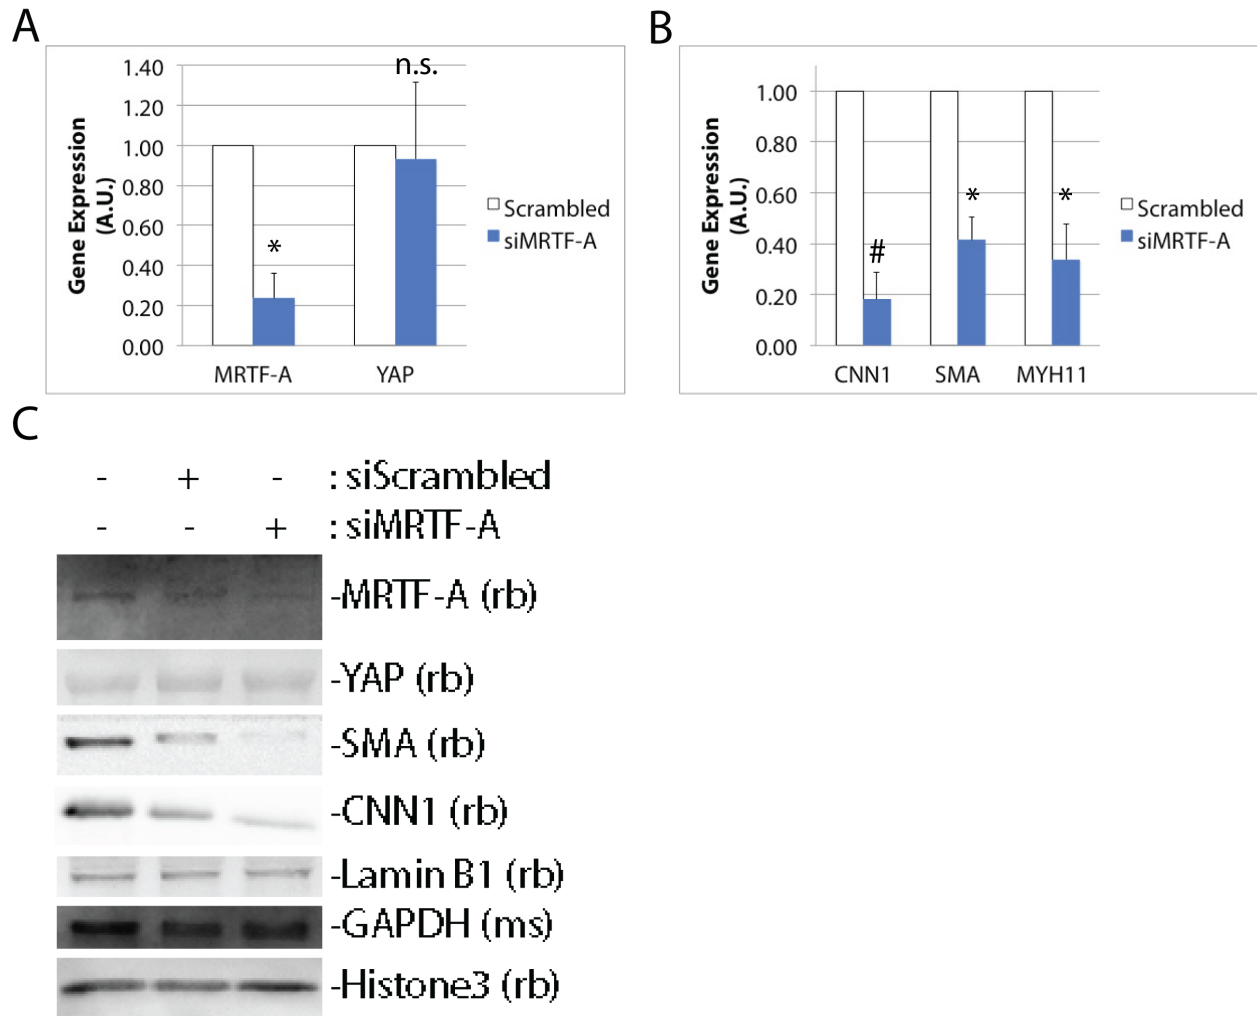 A
1.40
1.20
1.00
0.80
0.60
0.40
0.20
0.00
Gene Expression
(A.U.)
*
n.s.
MRTF-A YAP
Scrambled
siMRTF-A
B
1.00
0.80
0.60
0.40
0.20
0.00
Gene Expression
(A.U.)
#
*
*
CNN1 SMA MYH11
Scrambled
siMRTF-A
C
- + - : siScrambled
- - + : siMRTF-A
-MRTF-A (rb)
-YAP (rb)
-SMA (rb)
-CNN1 (rb)
-Lamin B1 (rb)
-GAPDH (ms)
-Histone3 (rb)